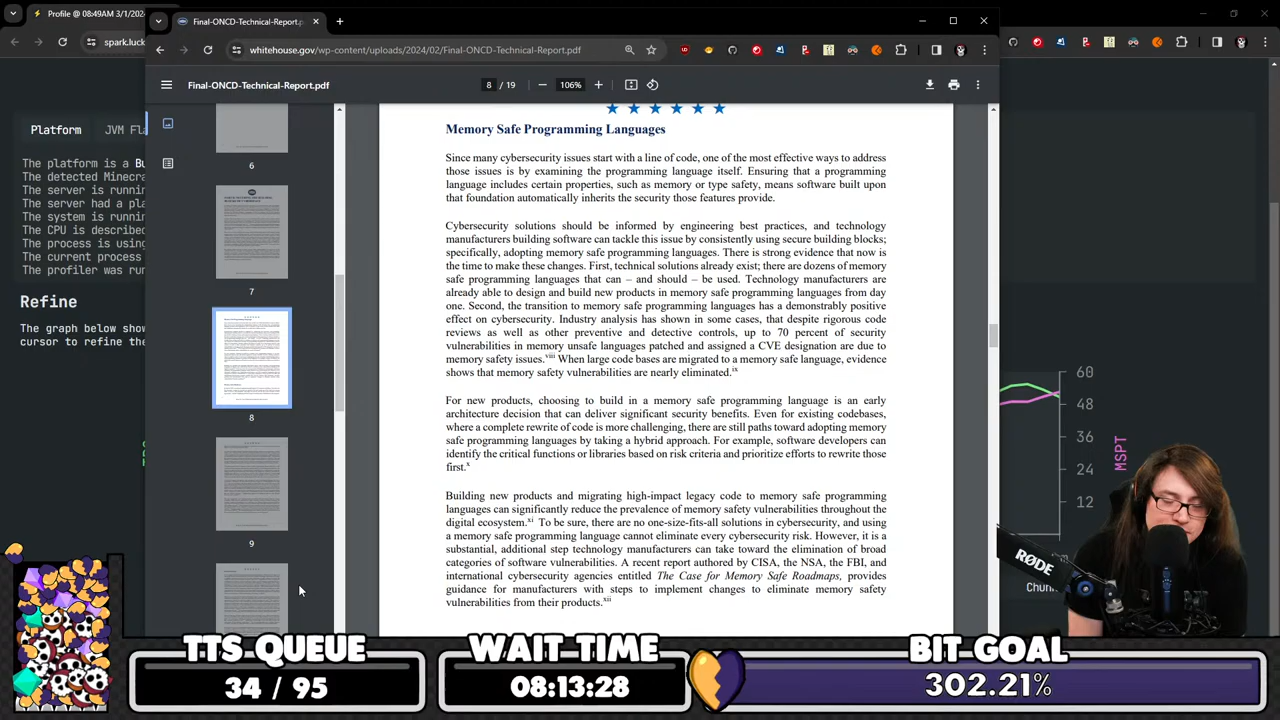 Profile @ 08:49AM 3/1/202
Final-ONCD-Technical-Report.p
spark.luck
whitehouse.gov/wp-content/uploads/2024/02/Final-ONCD-Technical-Report.pdf
Final-ONCD-Technical-Report.pdf
8 / 19
106%
Platform
JVM Fla
The platform is a Bu
The detected Minecra
The server is runnin
The server had a pla
The system is runnin
The CPU is described
The process is using
The current process
The profiler was run
Refine
The graph below sho
cursor to refine t
6
7
8
9
Memory Safe Programming Languages
Since many cybersecurity issues start with a line of code, one of the most effective ways to address
those issues is by examining the programming language itself. Ensuring that a programming
language includes certain properties, such as memory or type safety, means software built upon
that foundation automatically inherits the security those features provide.
Cybersecurity solutions should be informed by engineering best practices, and technology
manufacturers building software can tackle this issue by consistently using secure building blocks;
specifically, adopting memory safe programming languages. There is strong evidence that now is
the time to make these changes. First, technical solutions already exist; there are dozens of memory
safe programming languages that can – and should – be used. Technology manufacturers are
already able to design and build new products in memory safe programming languages from day
one. Second, the transition to memory safe programming languages has a demonstrably positive
effect on cybersecurity. Industry analysis has shown in some cases, that despite rigorous code
reviews as well as other preventive and detective controls, up to 70 percent of security
vulnerabilities in memory unsafe languages patched and assigned a CVE designation are due to
memory safety issues.viii When large code bases are migrated to a memory safe language, evidence
shows that memory safety vulnerabilities are nearly eliminated.ix
For new products, choosing to build in a memory safe programming language is an early
architecture decision that can deliver significant security benefits. Even for existing codebases,
where a complete rewrite of code is more challenging, there are still paths toward adopting memory
safe programming languages by taking a hybrid approach. For example, software developers can
identify the critical functions or libraries based on risk criteria and prioritize efforts to rewrite those
first.x
Building new products and migrating high-impact legacy code to memory safe programming
languages can significantly reduce the prevalence of memory safety vulnerabilities throughout the
digital ecosystem.xi To be sure, there are no one-size-fits-all solutions in cybersecurity, and using
a memory safe programming language cannot eliminate every cybersecurity risk. However, it is a
substantial, additional step technology manufacturers can take toward the elimination of broad
categories of software vulnerabilities. A recent report authored by CISA, the NSA, the FBI, and
international cybersecurity agencies entitled The Case for Memory Safe Roadmaps, provides
guidance for manufacturers with steps to implement changes to eliminate memory safety
vulnerabilities from their products.xii
60
48
36
24
12
MSPT
Chun
RØDE
TTS QUEUE
34 / 95
WAIT TIME
08:13:28
BIT GOAL
302.21%